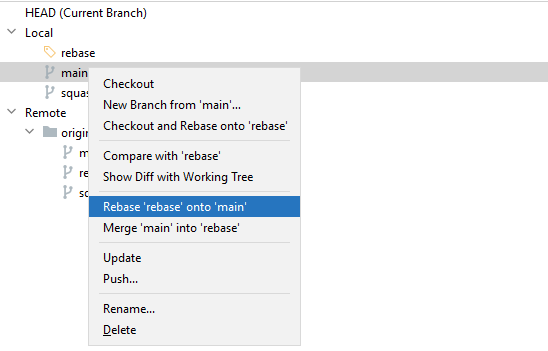 HEAD (Current Branch)
Local
rebase
main
squas
Remote
origin
m
re
sc
Checkout
New Branch from 'main'...
Checkout and Rebase onto 'rebase'
Compare with 'rebase'
Show Diff with Working Tree
Rebase 'rebase' onto 'main'
Merge 'main' into 'rebase'
Update
Push...
Rename...
Delete